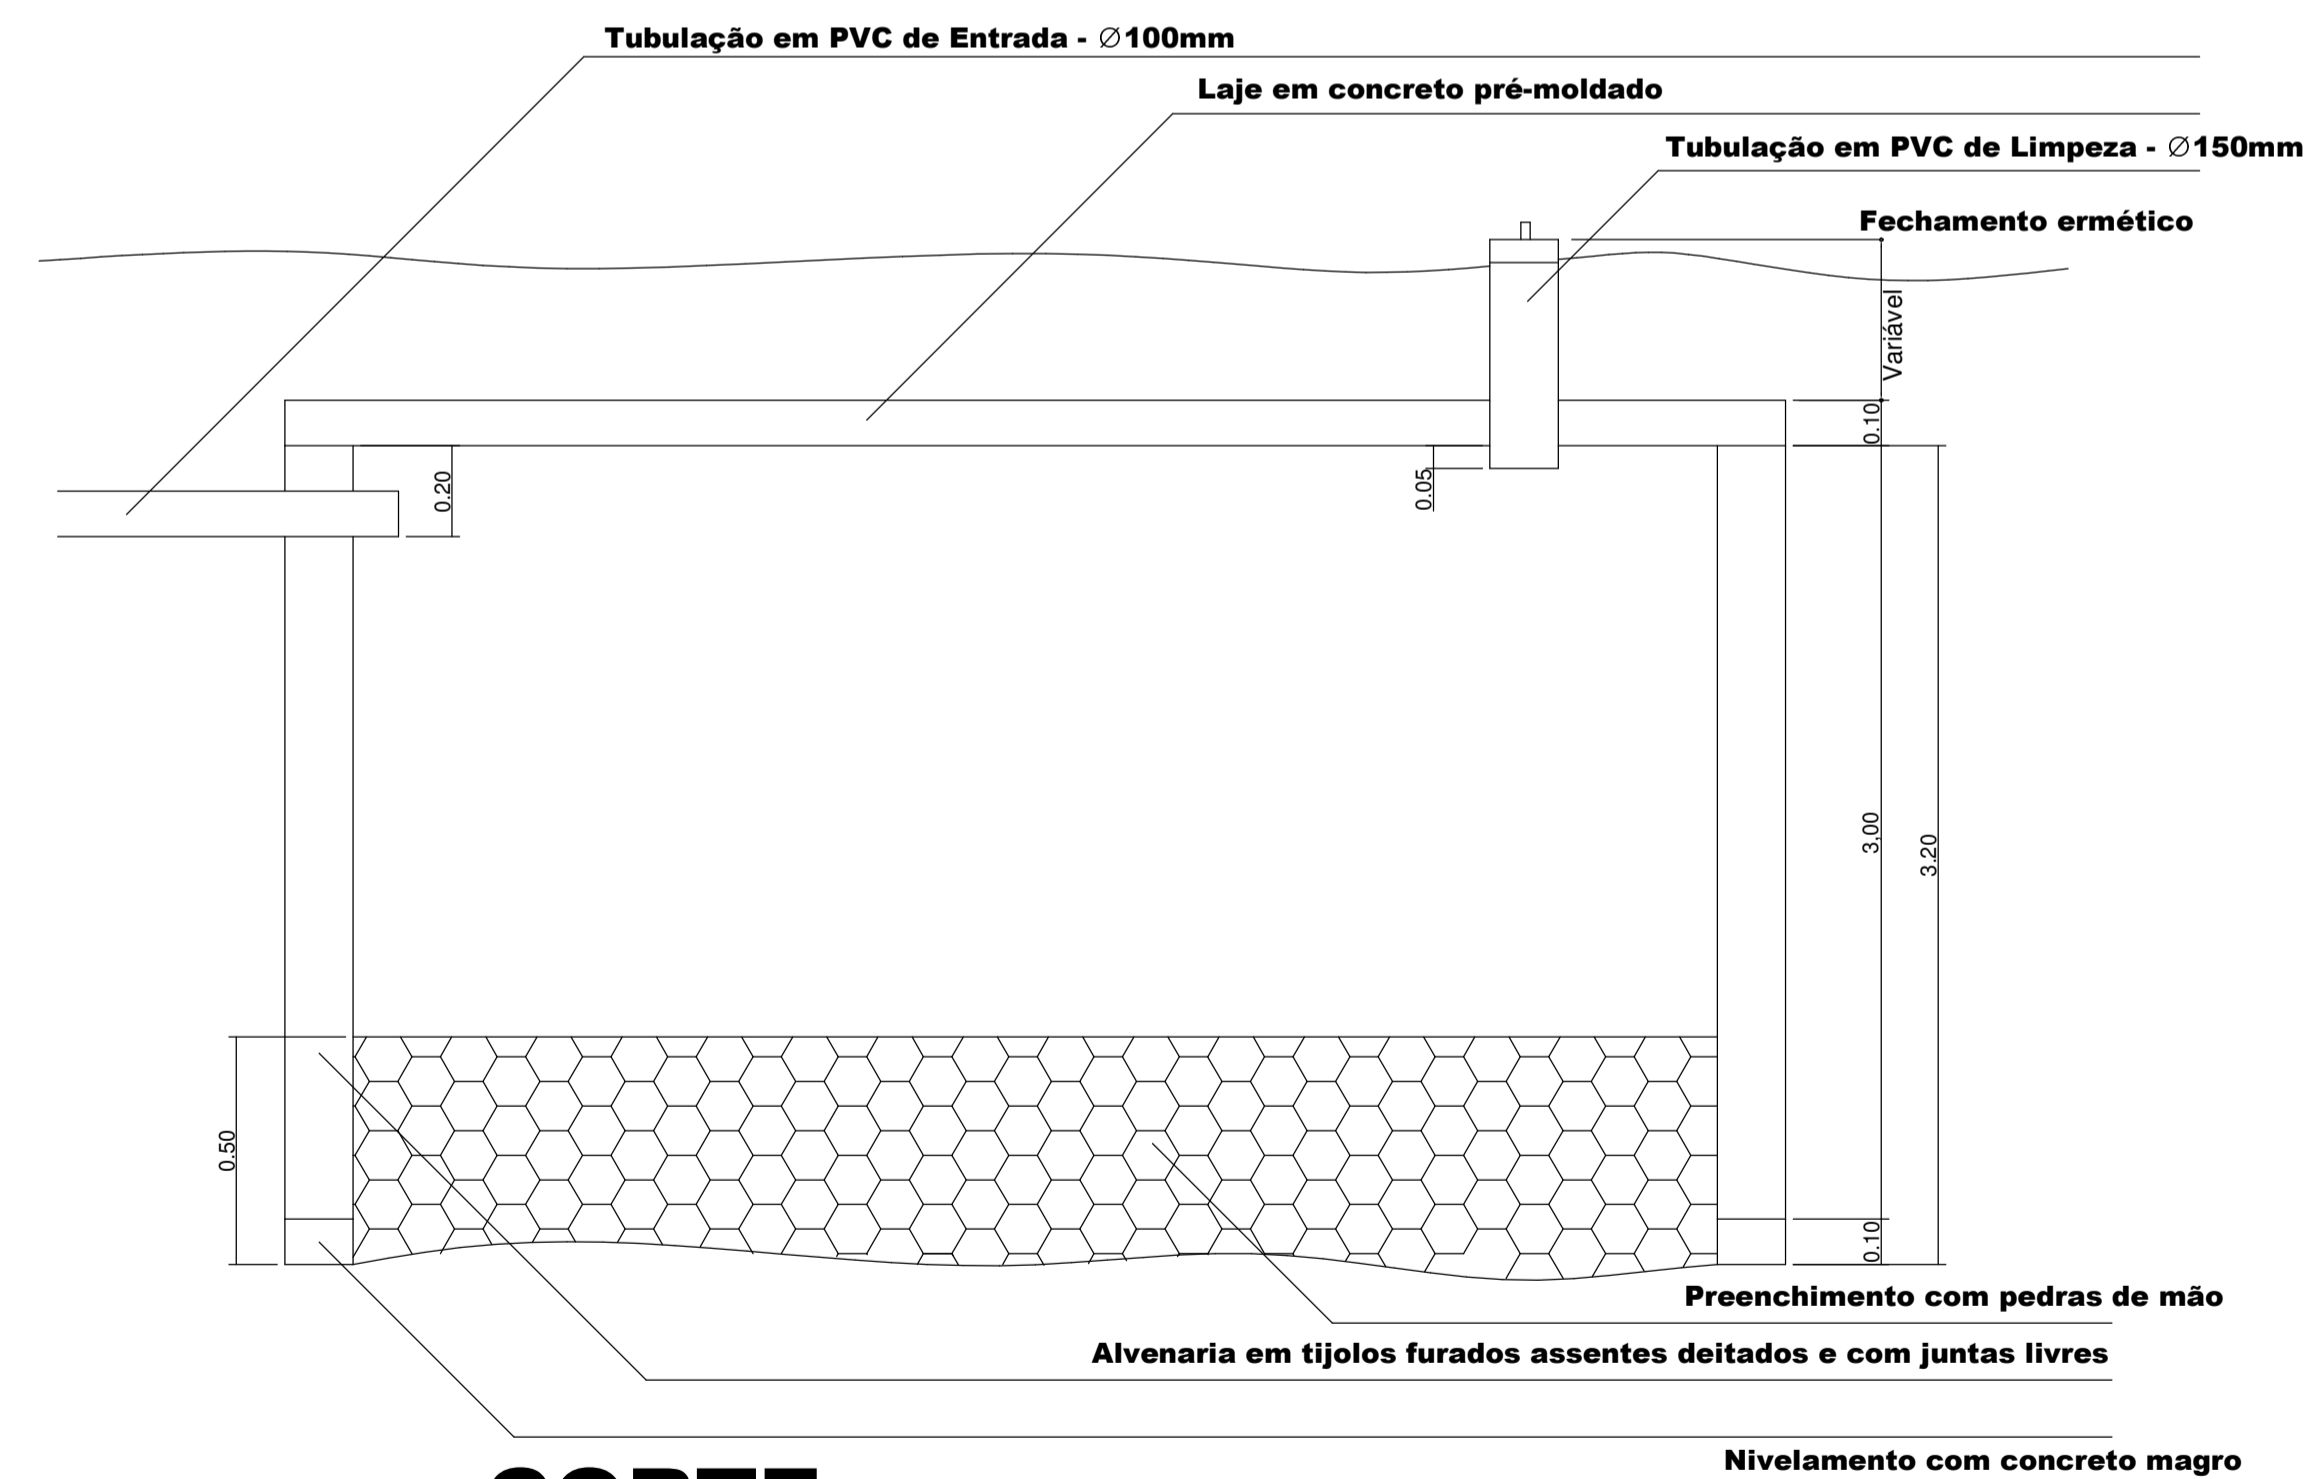 Tubulação em PVC de Entrada - ∅100mm
Laje em concreto pré-moldado
Tubulação em PVC de Limpeza - ∅150mm
Fechamento ermético
Variável
0.10
0.20
0.05
3,00
3.20
0.50
0.10
Preenchimento com pedras de mão
Alvenaria em tijolos furados assentes deitados e com juntas livres
Nivelamento com concreto magro